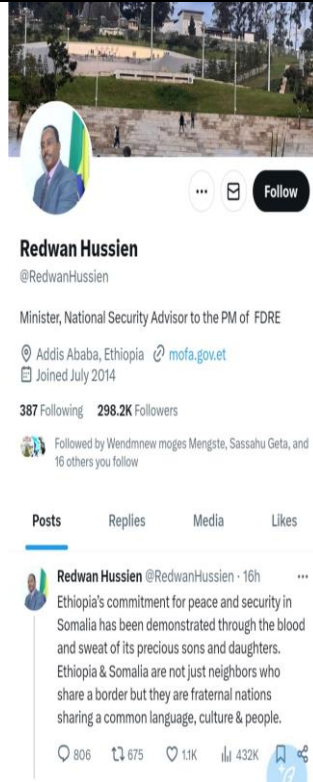 Follow
Redwan Hussien
@RedwanHussien
Minister, National Security Advisor to the PM of FDRE
Addis Ababa, Ethiopia mofa.gov.et
Joined July 2014
387 Following 298.2K Followers
Followed by Wendmnew moges Mengste, Sassahu Geta, and
16 others you follow
Posts Replies Media Likes
Redwan Hussien @RedwanHussien · 16h
Ethiopia's commitment for peace and security in
Somalia has been demonstrated through the blood
and sweat of its precious sons and daughters.
Ethiopia & Somalia are not just neighbors who
share a border but they are fraternal nations
sharing a common language, culture & people.
806 675 1.1K 432K